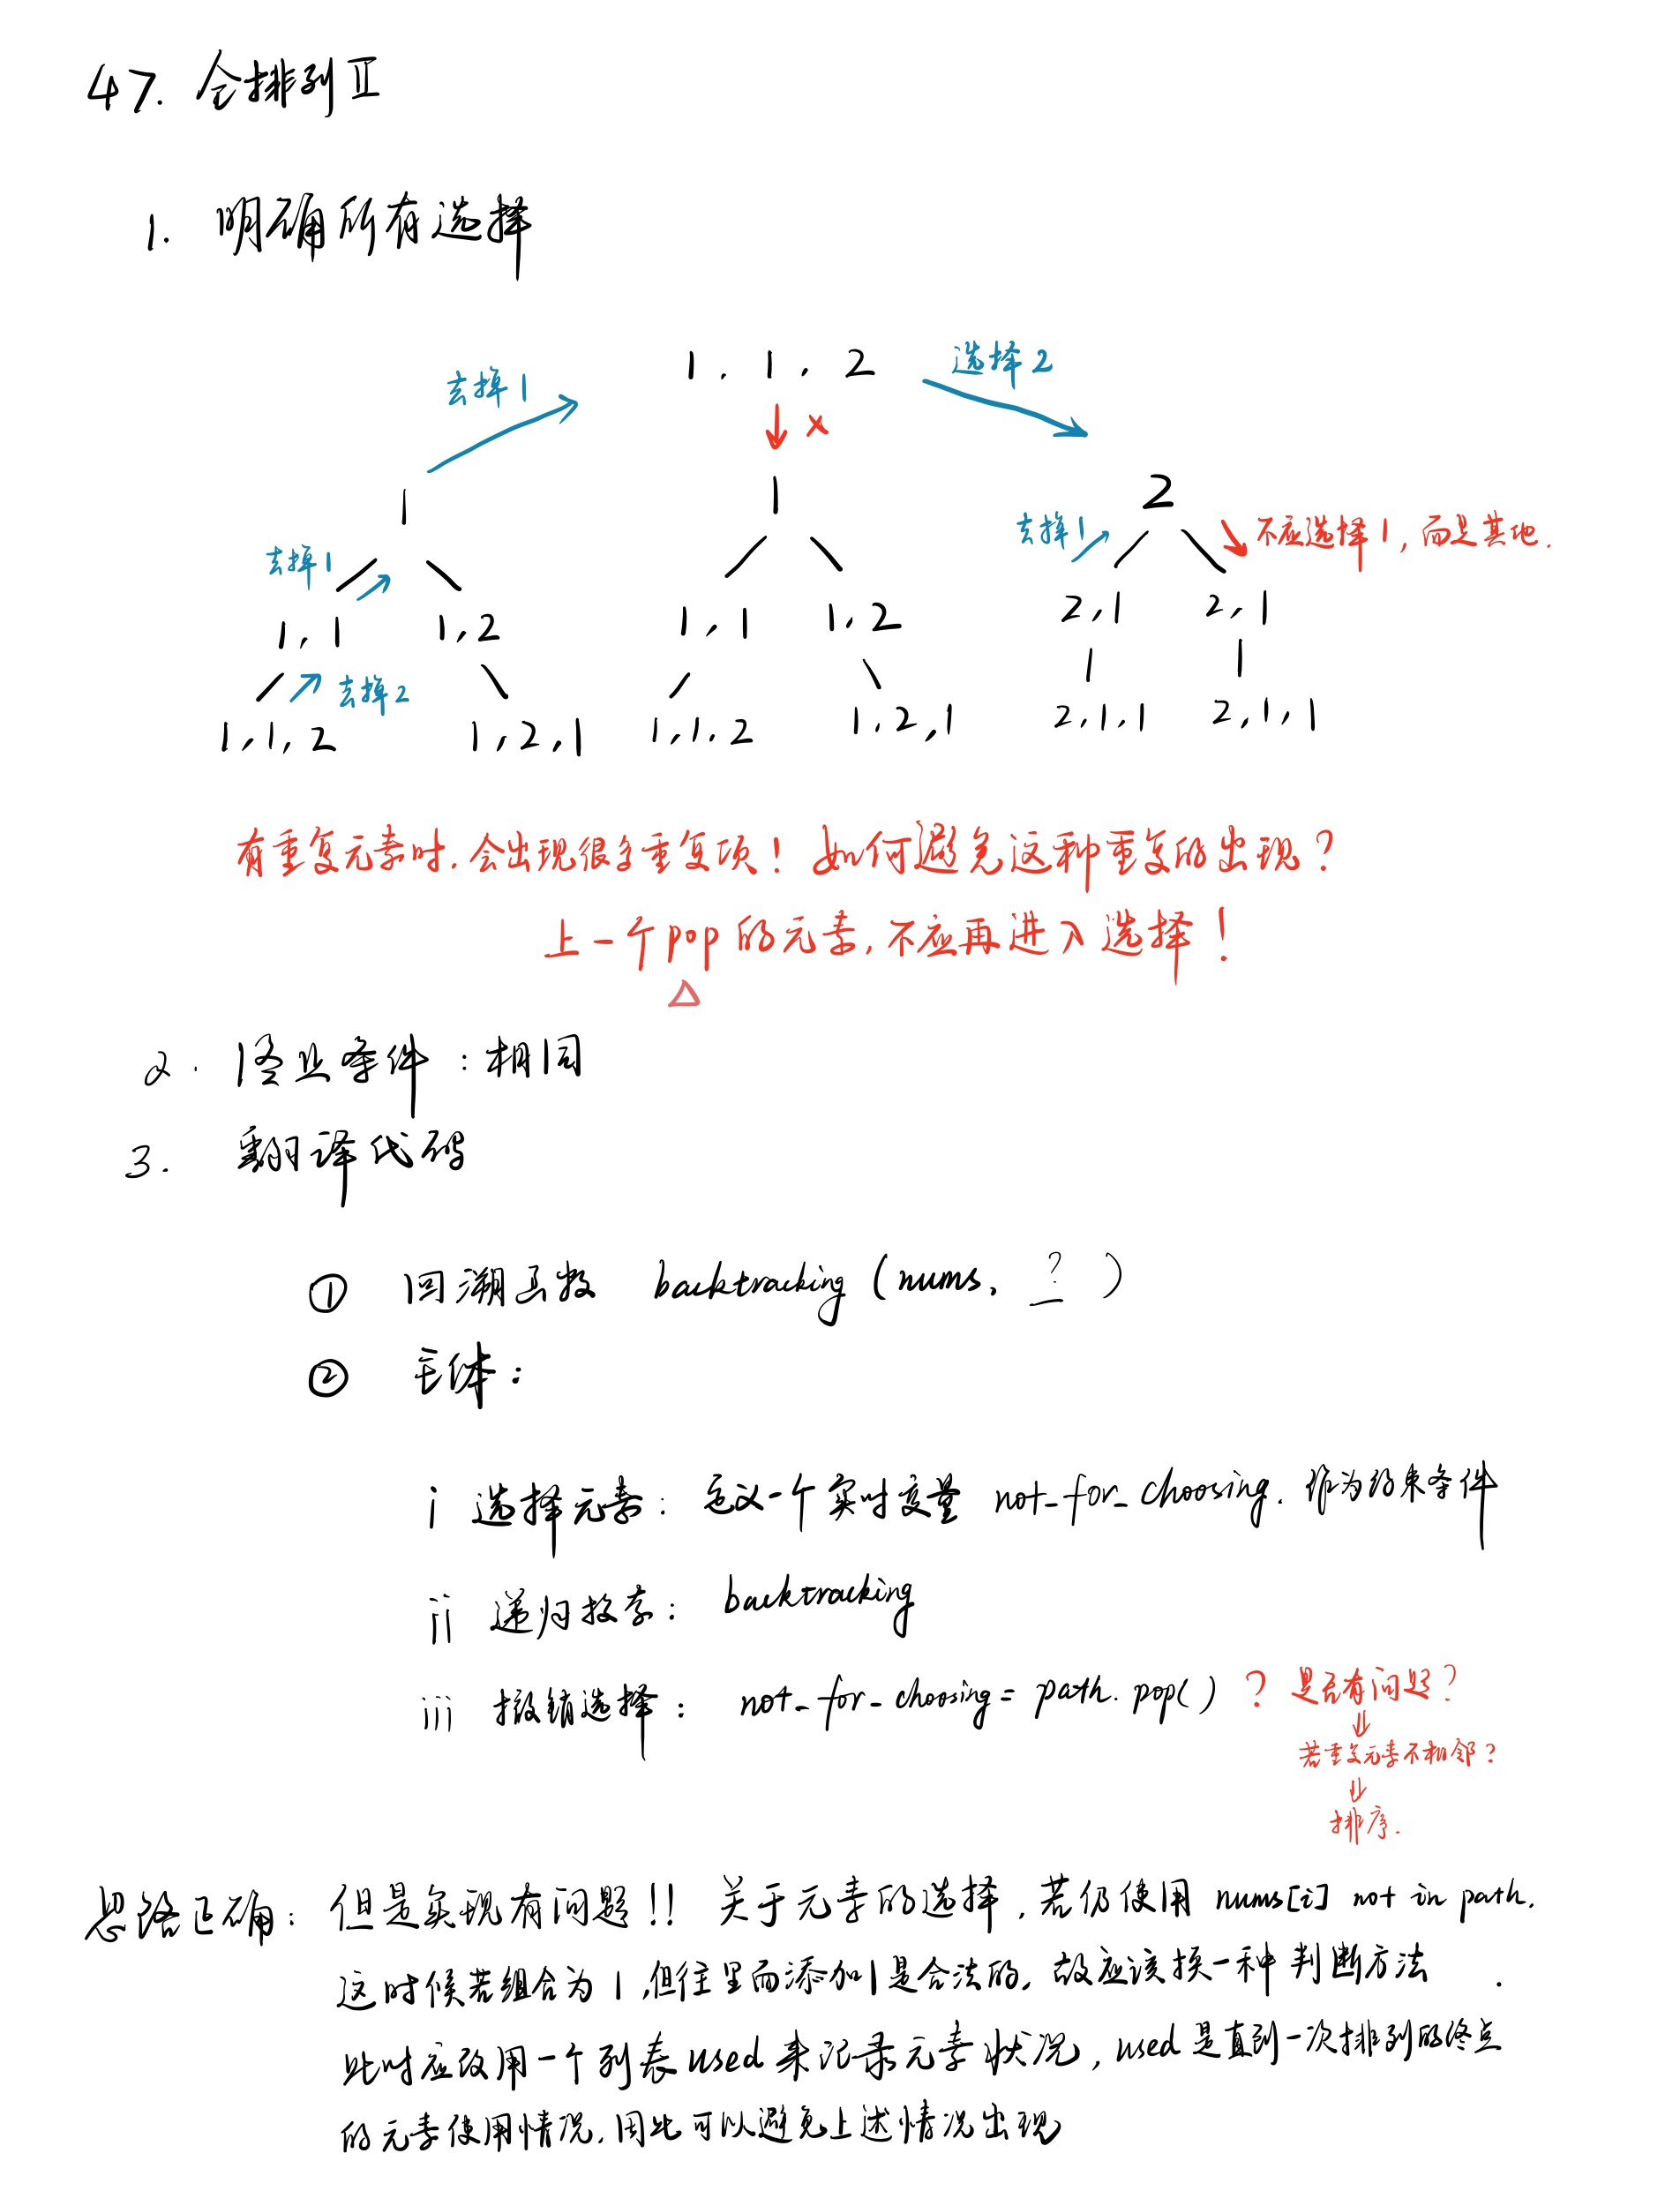 47. 全排列 II
1. 明确所有选择
1, 1, 2
选择2
去掉1
×
1
1
2
去掉1
去掉1
不应选择1, 而是其他.
1,1
1,2
1,1
1,2
2,1
2,1
去掉2
1,1,2
1,2,1
1,1,2
1,2,1
2,1,1
2,1,1
有重复元素时, 会出现很多重复项! 如何避免这种重复的出现?
上一个pop的元素, 不应再进入选择!
△
2. 终止条件:相同
3. 翻译代码
① 回溯函数 backtracking (nums, ? )
② 主体:
i 选择元素: 定义一个实时变量 not_for_choosing. 作为约束条件
ii 递归搜索: backtracking
iii 撤销选择: not_for_choosing = path.pop() ? 是否有问题?
⇓
若重复元素不相邻?
⇓
排序.
思路正确: 但是实现有问题!! 关于元素的选择, 若仍使用 nums[i] not in path.
这时候若组合为1,但往里面添加1是合法的, 故应该换一种判断方法.
此时应改用一个列表used来记录元素状况, used是直到一次排列的终点
的元素使用情况, 因此可以避免上述情况出现